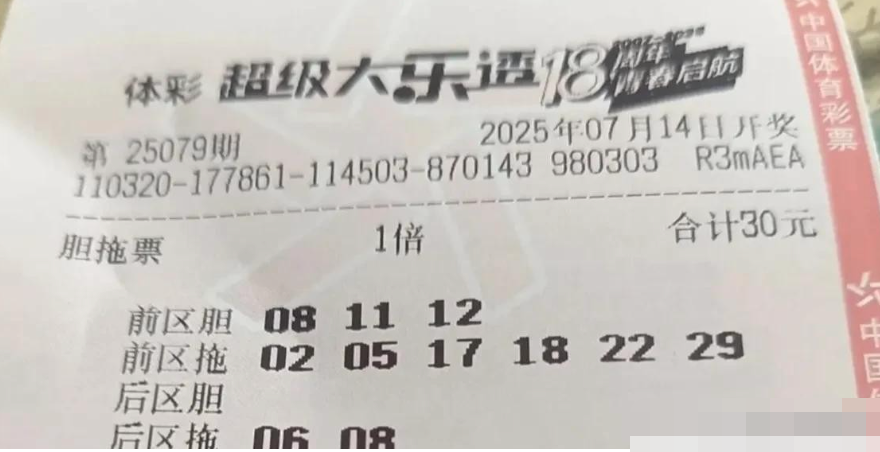 体彩 超级大乐透 18周年 青春启航
第 25079期 2025年07月14日开奖
110320-177861-114503-870143 980303 R3mAEA
胆拖票 1倍 合计30元
前区胆 08 11 12
前区拖 02 05 17 18 22 29
后区胆
后区拖 06 08
中国体育彩票
中国